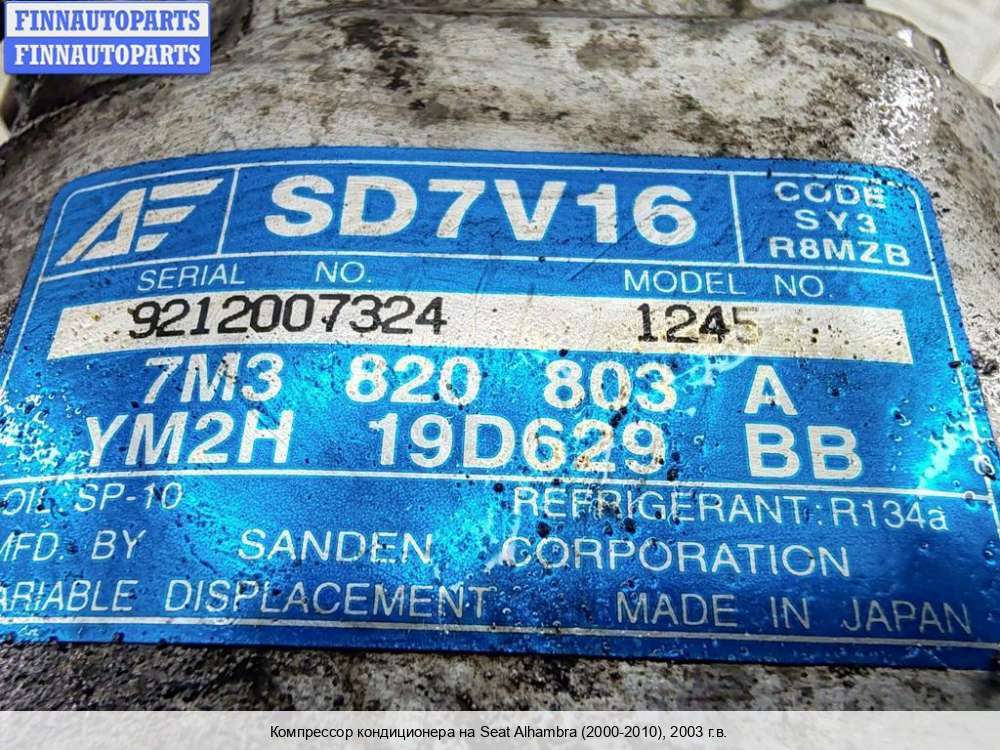 FINNAUTOPARTS
FINNAUTOPARTS
AE SD7V16 CODE
SY3
R8MZB
SERIAL NO. MODEL NO.
9212007324 1245
7M3 820 803 A
YM2H 19D629 BB
OIL SP-10 REFRIGERANT: R134a
MFD. BY SANDEN CORPORATION
ARIABLE DISPLACEMENT MADE IN JAPAN
Компрессор кондиционера на Seat Alhambra (2000-2010), 2003 г.в.